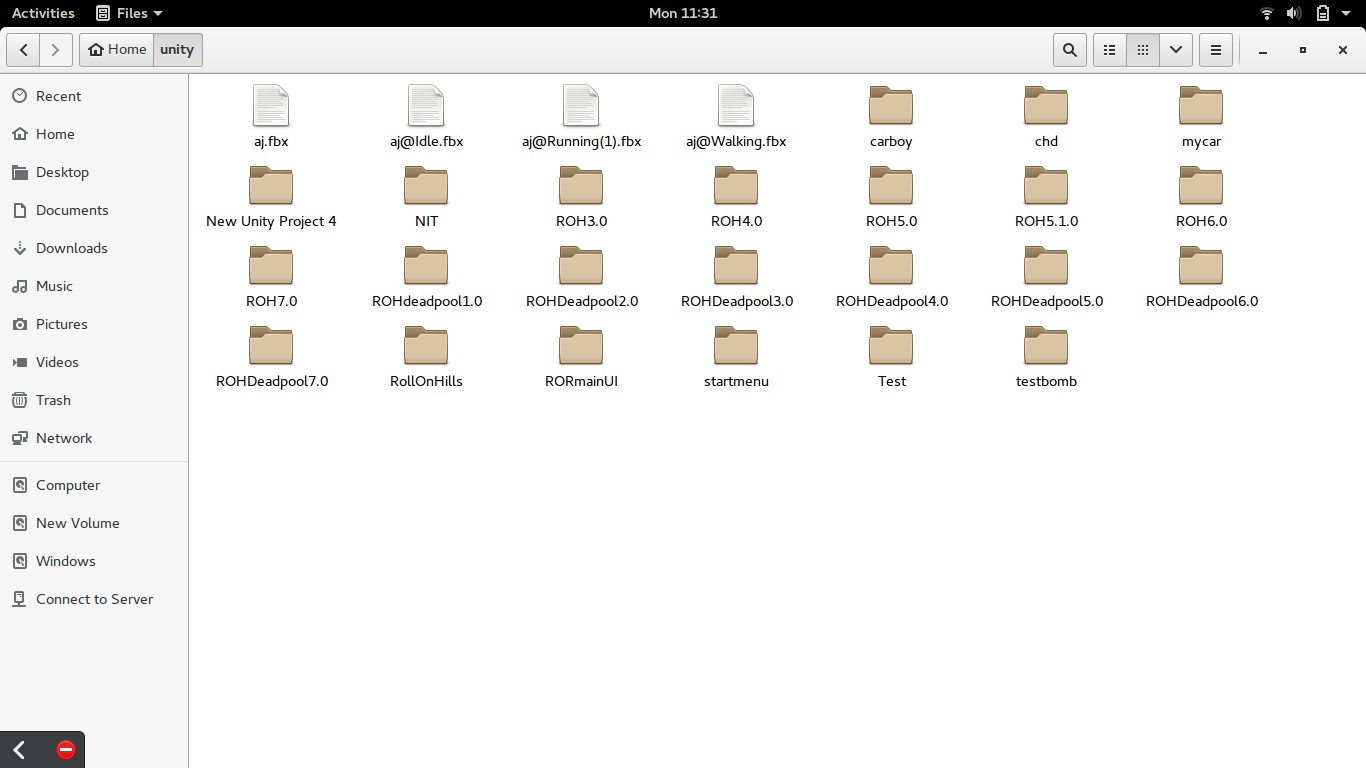 Activities Files Mon 11:31
Home unity
Recent
Home
Desktop
Documents
Downloads
Music
Pictures
Videos
Trash
Network
Computer
New Volume
Windows
Connect to Server
aj.fbx aj@Idle.fbx aj@Running(1).fbx aj@Walking.fbx carboy chd mycar
New Unity Project 4 NIT ROH3.0 ROH4.0 ROH5.0 ROH5.1.0 ROH6.0
ROH7.0 ROHdeadpool1.0 ROHDeadpool2.0 ROHDeadpool3.0 ROHDeadpool4.0 ROHDeadpool5.0 ROHDeadpool6.0
ROHDeadpool7.0 RollOnHills RORmainUI startmenu Test testbomb